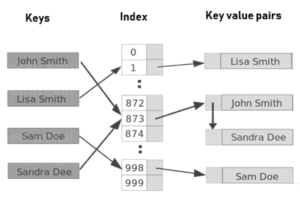 Keys
Index
Key value pairs
John Smith
Lisa Smith
Sam Doe
Sandra Dee
0
1
:
872
873
874
:
998
999
Lisa Smith
John Smith
Sandra Dee
Sam Doe